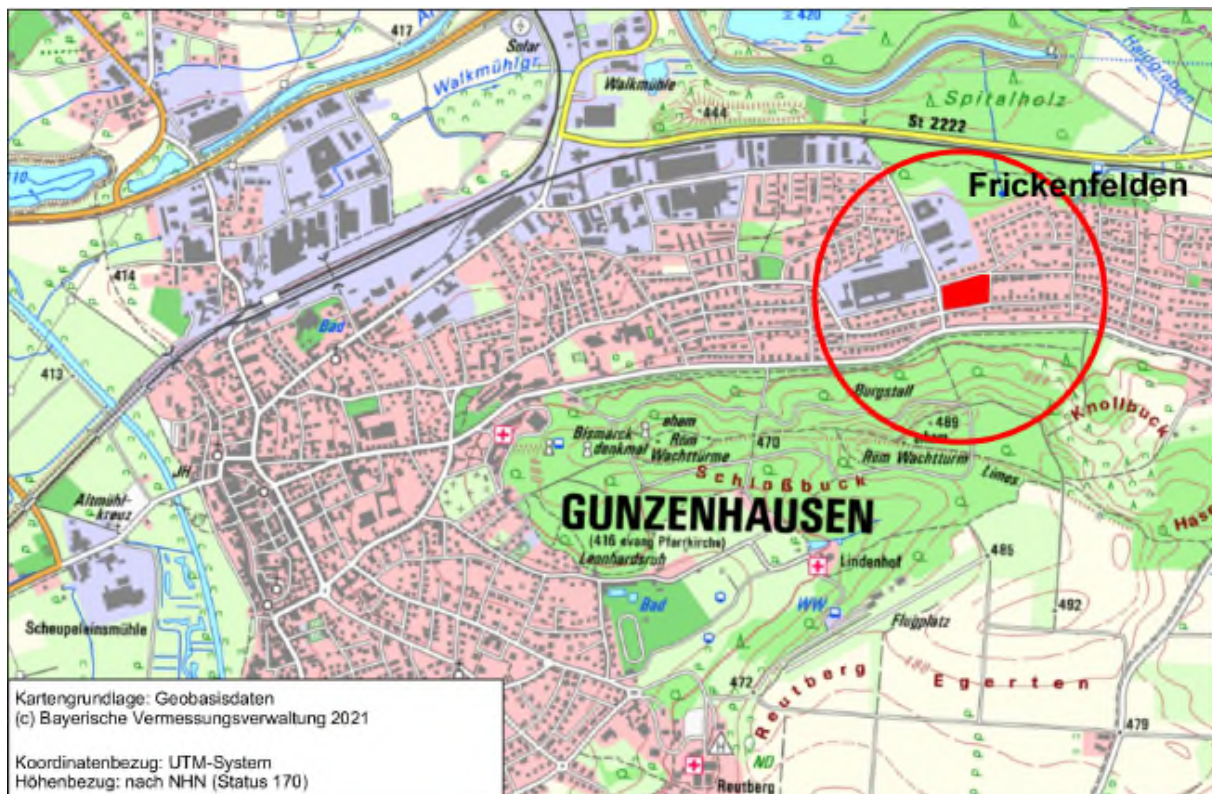 420
417
Solar
Walkmühlgr.
Walkmühle
Haidgraben
Spitalholz
444
St 2222
Frickenfelden
414
Bad
413
Burgstall
Knollbuck
489
ehem
Röm Wachtturm
470
ehem
Röm
Wachttürme
Bismarck
denkmal
Limes
Schloßbuck
JH
Altmühl-
kreuz
GUNZENHAUSEN
(416 evang Pfarrkirche)
Leonhardsruh
Lindenhof
485
Bad
WW
492
Flugplatz
Scheupeleinsmühle
472
Reutberg
Egerten
479
ND
Reutberg
Kartengrundlage: Geobasisdaten
(c) Bayerische Vermessungsverwaltung 2021
Koordinatenbezug: UTM-System
Höhenbezug: nach NHN (Status 170)